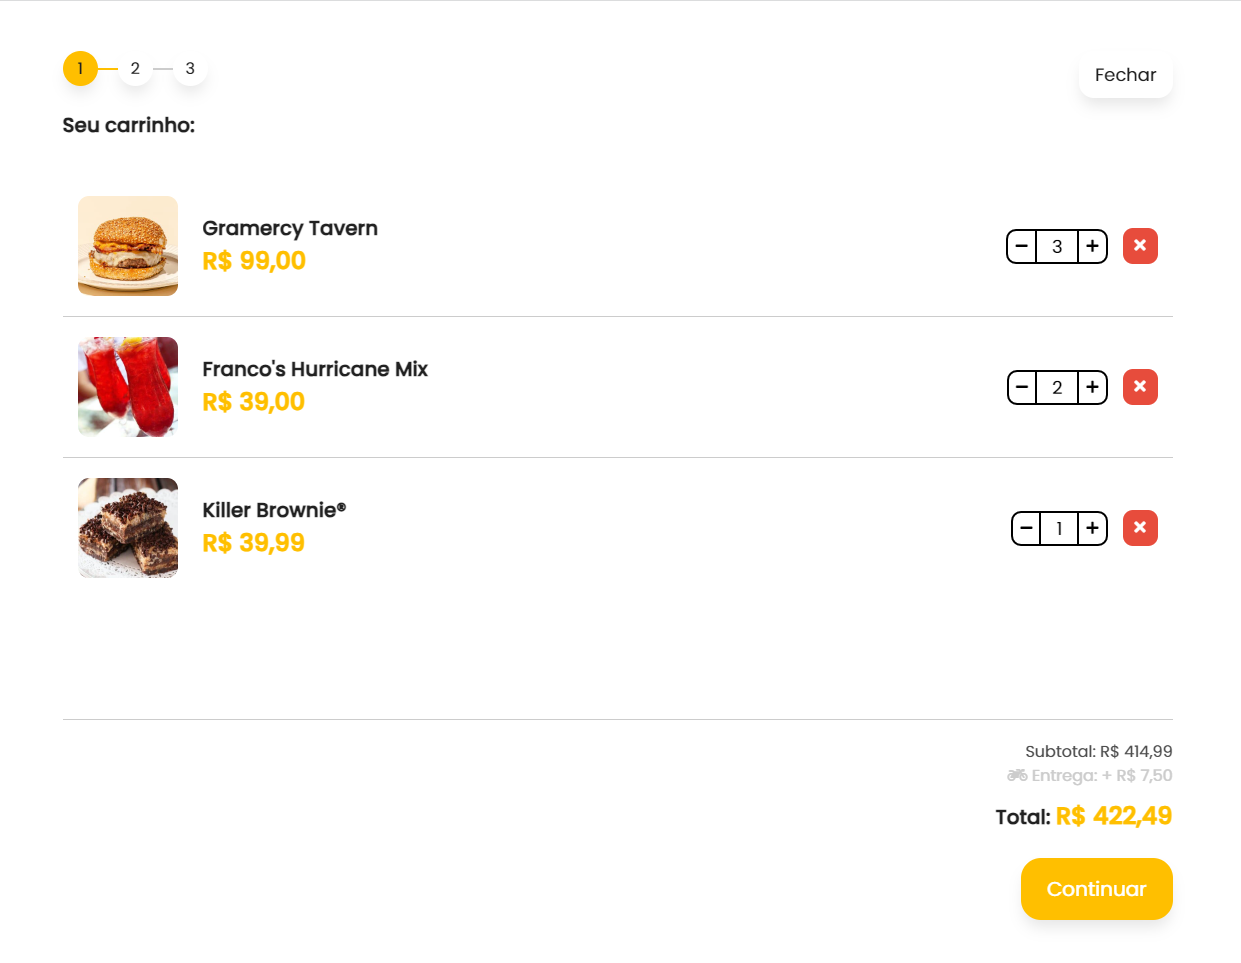 1 2 3
Fechar
Seu carrinho:
Gramercy Tavern
R$ 99,00
− 3 +
Franco's Hurricane Mix
R$ 39,00
− 2 +
Killer Brownie®
R$ 39,99
− 1 +
Subtotal: R$ 414,99
Entrega: + R$ 7,50
Total: R$ 422,49
Continuar